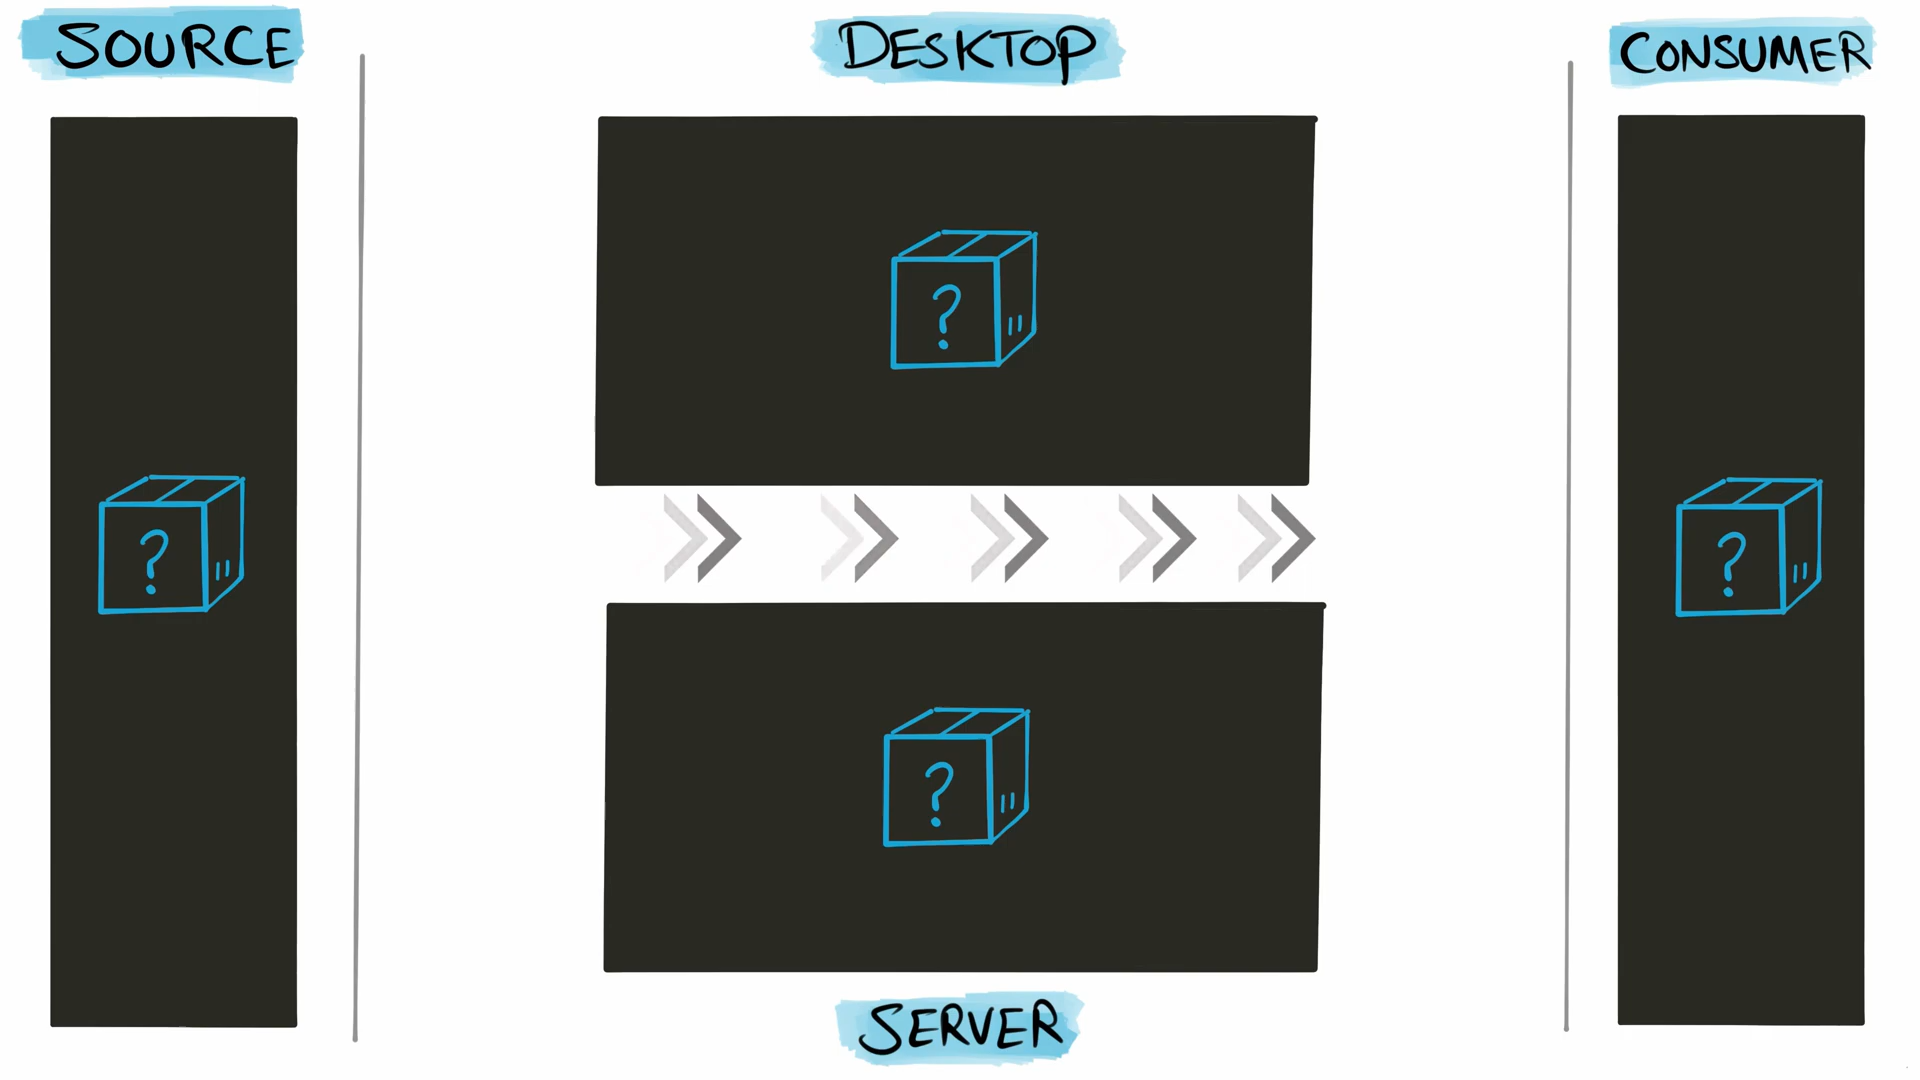 SOURCE
DESKTOP
CONSUMER
?
?
?
?
SERVER